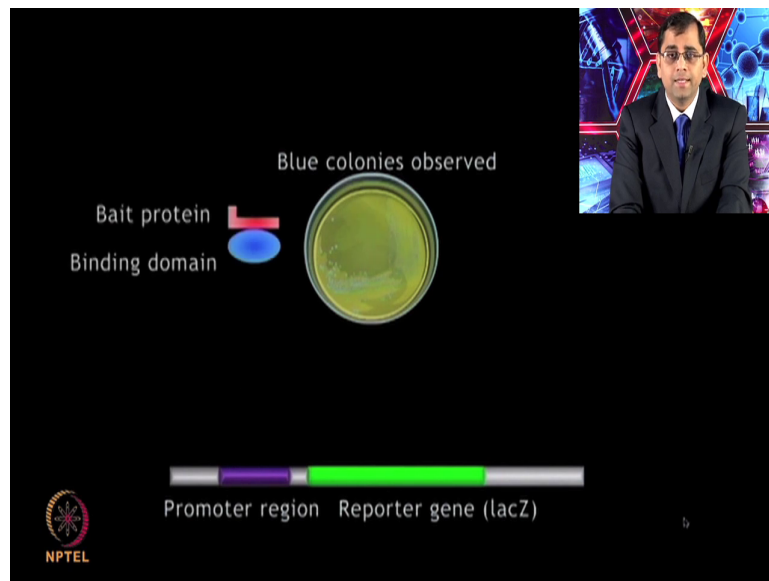 Blue colonies observed
Bait protein
Binding domain
Promoter region
Reporter gene (lacZ)
NPTEL